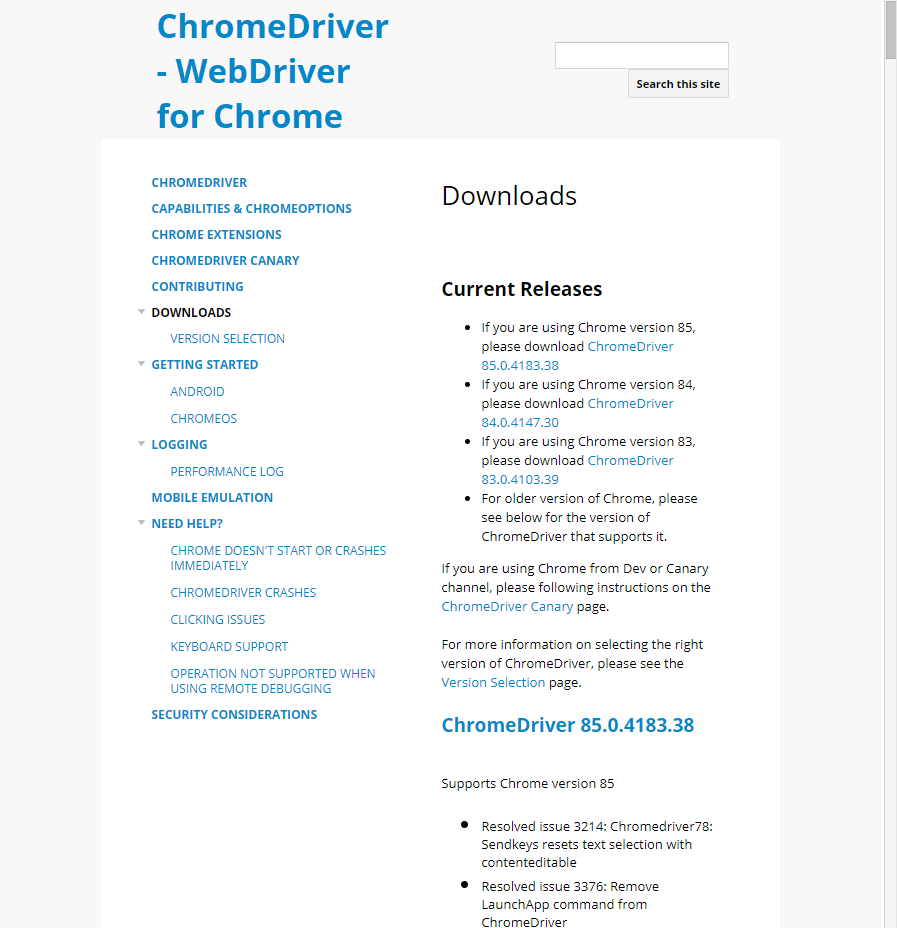 ChromeDriver
- WebDriver
for Chrome
Search this site
CHROMEDRIVER
CAPABILITIES & CHROMEOPTIONS
CHROME EXTENSIONS
CHROMEDRIVER CANARY
CONTRIBUTING
DOWNLOADS
VERSION SELECTION
GETTING STARTED
ANDROID
CHROMEOS
LOGGING
PERFORMANCE LOG
MOBILE EMULATION
NEED HELP?
CHROME DOESN'T START OR CRASHES
IMMEDIATELY
CHROMEDRIVER CRASHES
CLICKING ISSUES
KEYBOARD SUPPORT
OPERATION NOT SUPPORTED WHEN
USING REMOTE DEBUGGING
SECURITY CONSIDERATIONS
Downloads
Current Releases
If you are using Chrome version 85,
please download ChromeDriver
85.0.4183.38
If you are using Chrome version 84,
please download ChromeDriver
84.0.4147.30
If you are using Chrome version 83,
please download ChromeDriver
83.0.4103.39
For older version of Chrome, please
see below for the version of
ChromeDriver that supports it.
If you are using Chrome from Dev or Canary
channel, please following instructions on the
ChromeDriver Canary page.
For more information on selecting the right
version of ChromeDriver, please see the
Version Selection page.
ChromeDriver 85.0.4183.38
Supports Chrome version 85
Resolved issue 3214: Chromedriver78:
Sendkeys resets text selection with
contenteditable
Resolved issue 3376: Remove
LaunchApp command from
ChromeDriver